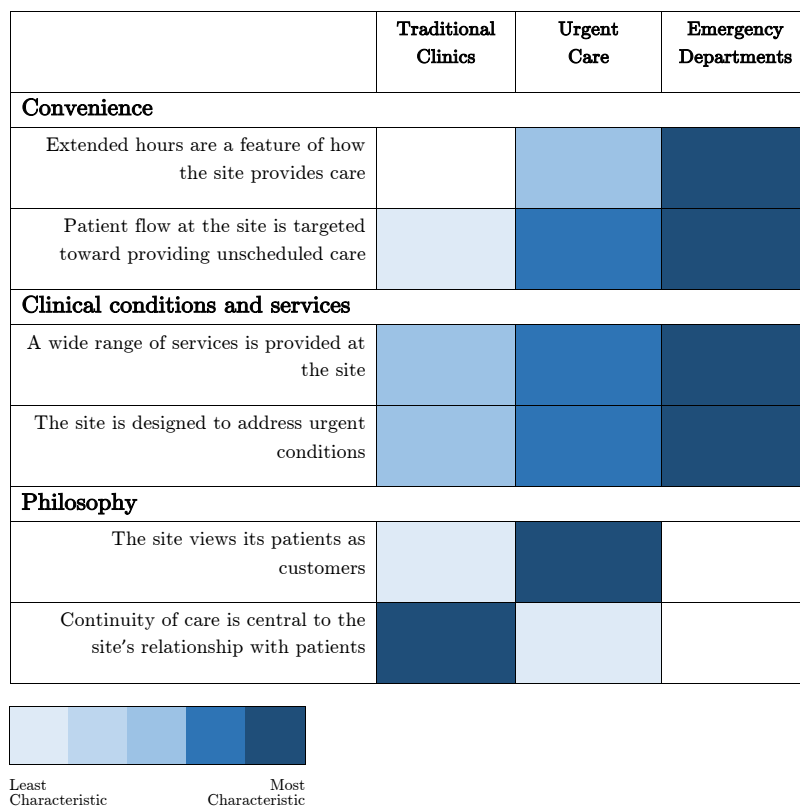 Traditional
Clinics
Urgent
Care
Emergency
Departments
Convenience
Extended hours are a feature of how
the site provides care
Patient flow at the site is targeted
toward providing unscheduled care
Clinical conditions and services
A wide range of services is provided at
the site
The site is designed to address urgent
conditions
Philosophy
The site views its patients as
customers
Continuity of care is central to the
site's relationship with patients
Least
Characteristic
Most
Characteristic